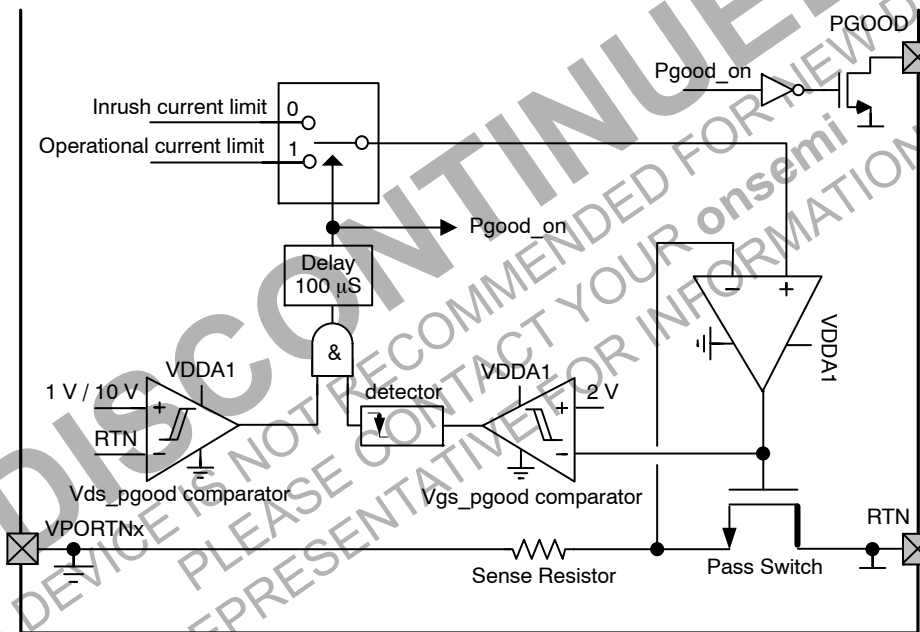 PGOOD
Pgood_on
Inrush current limit 0
Operational current limit 1
Pgood_on
Delay
100 μS
- +
VDDA1
&
VDDA1
detector
VDDA1
1 V / 10 V +
2 V +
RTN -
-
Vds_pgood comparator
Vgs_pgood comparator
VPORTNx
RTN
Sense Resistor
Pass Switch
DISCONTINUED
DEVICE IS NOT RECOMMENDED FOR NEW D
PLEASE CONTACT YOUR onsemi
REPRESENTATIVE FOR INFORMATION